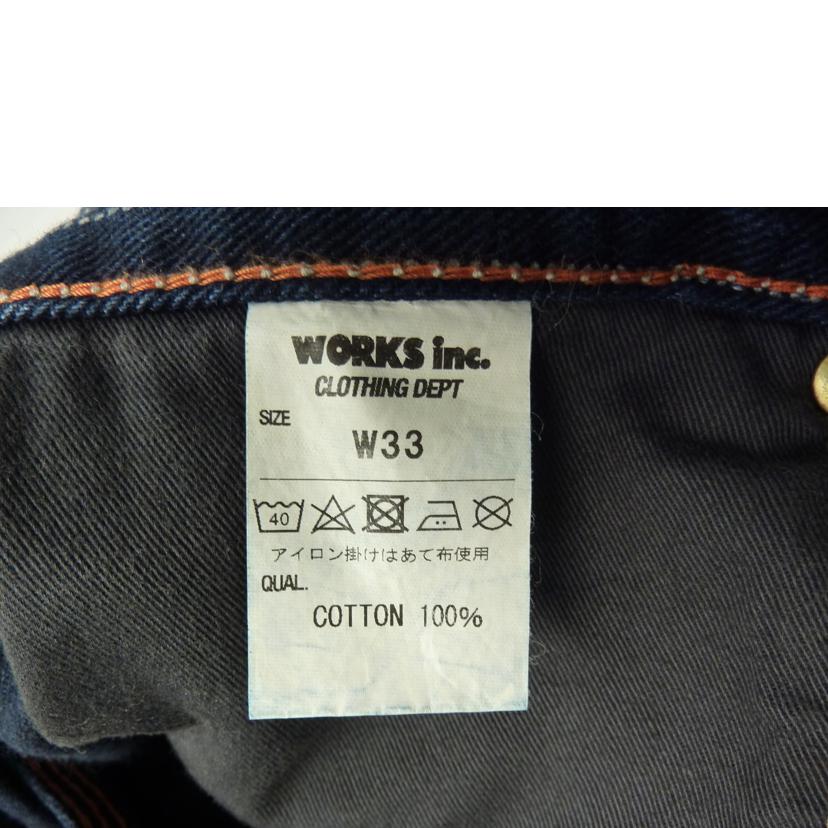 WORKS inc.
CLOTHING DEPT
SIZE
W33
40
アイロン掛けはあて布使用
QUAL.
COTTON 100%